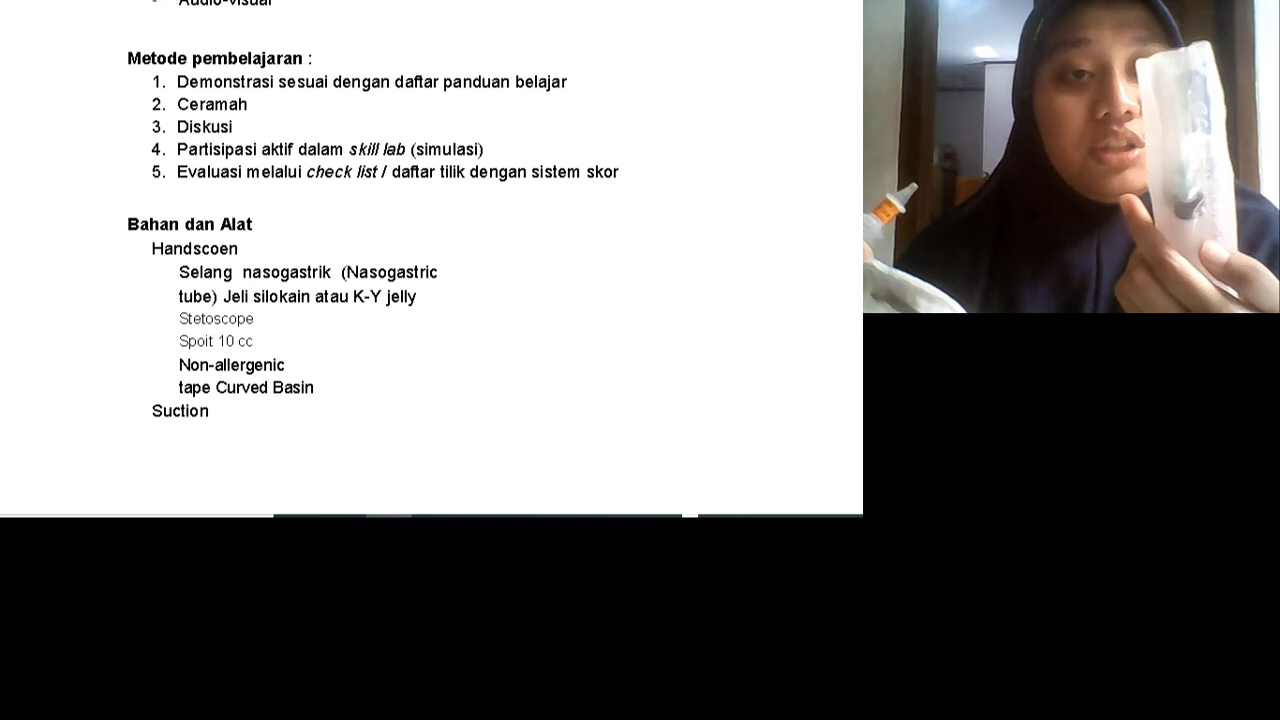 - Audio-visual
Metode pembelajaran :
1. Demonstrasi sesuai dengan daftar panduan belajar
2. Ceramah
3. Diskusi
4. Partisipasi aktif dalam skill lab (simulasi)
5. Evaluasi melalui check list / daftar tilik dengan sistem skor
Bahan dan Alat
Handscoen
Selang nasogastrik (Nasogastric
tube) Jeli silokain atau K-Y jelly
Stetoscope
Spoit 10 cc
Non-allergenic
tape Curved Basin
Suction